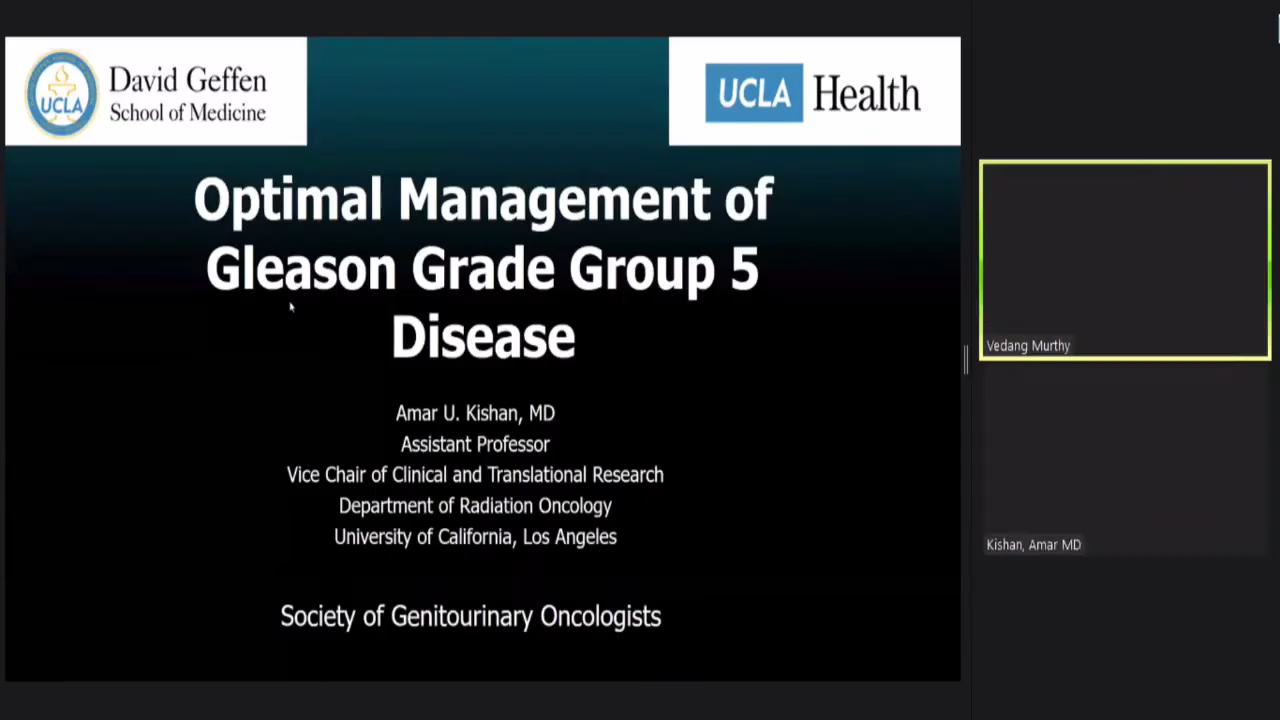 UCLA
David Geffen
School of Medicine
UCLA Health
Optimal Management of
Gleason Grade Group 5
Disease
Amar U. Kishan, MD
Assistant Professor
Vice Chair of Clinical and Translational Research
Department of Radiation Oncology
University of California, Los Angeles
Society of Genitourinary Oncologists
Vedang Murthy
Kishan, Amar MD